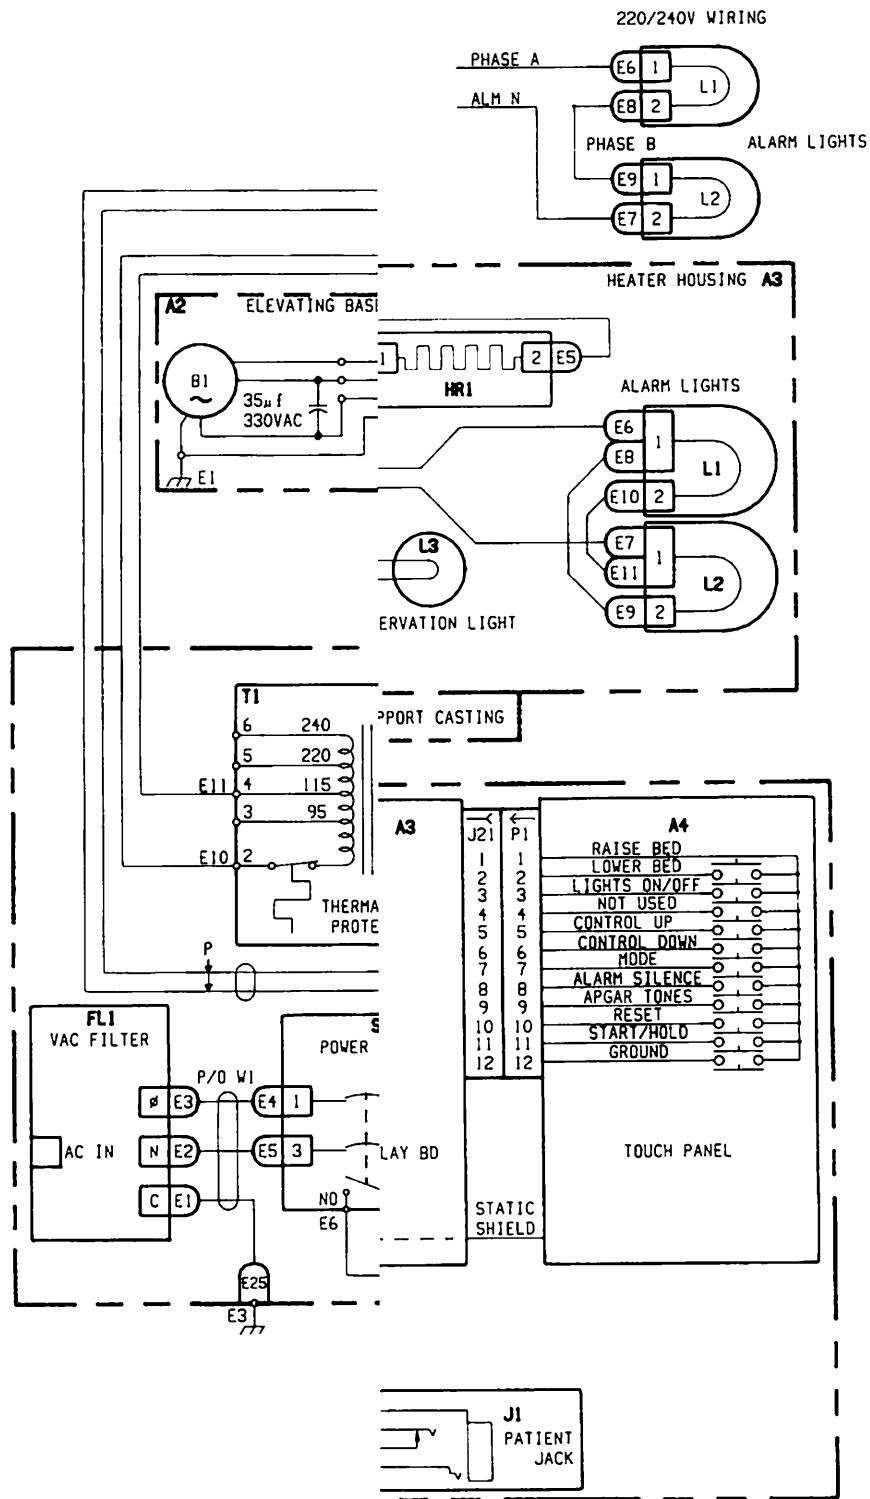 220/240V WIRING
PHASE A
E6 1
L1
ALM N
E8 2
PHASE B
ALARM LIGHTS
E9 1
L2
E7 2
HEATER HOUSING A3
A2
ELEVATING BAS
1
2 E5
B1
HR1
35µf
330VAC
E1
ALARM LIGHTS
E6
1
E8
L1
E10 2
E7
1
E11
L2
E9 2
L3
ERVATION LIGHT
T1
6 240
5 220
E11 4 115
3 95
E10 2
THERMA
PROTE
PPORT CASTING
A3
J21 P1
A4
1 1 RAISE BED
2 2 LOWER BED
3 3 LIGHTS ON/OFF
4 4 NOT USED
5 5 CONTROL UP
6 6 CONTROL DOWN
7 7 MODE
8 8 ALARM SILENCE
9 9 APGAR TONES
10 10 RESET
11 11 START/HOLD
12 12 GROUND
P
FL1
VAC FILTER
S
POWER
P/O W1
ø E3
E4 1
AC IN
N E2
E5 3
LAY BD
TOUCH PANEL
C E1
NO
E6
STATIC
SHIELD
E25
E3
J1
PATIENT
JACK